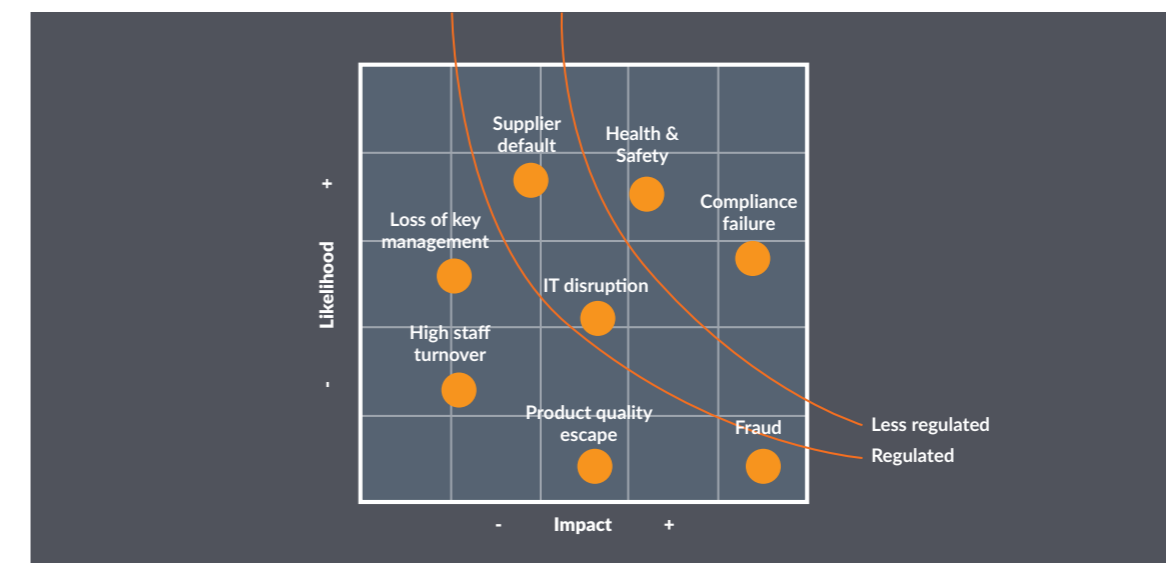 Supplier
default
Health &
Safety
Compliance
failure
Loss of key
management
IT disruption
High staff
turnover
Product quality
escape
Fraud
Less regulated
Regulated
+
Likelihood
-
- Impact +